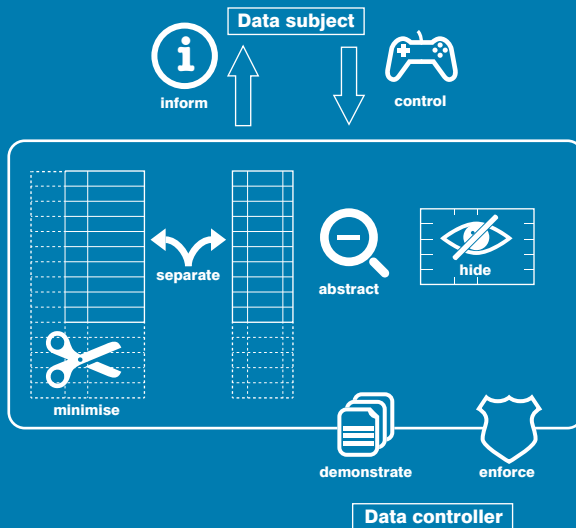 Data subject
inform
control
separate
abstract
hide
minimise
demonstrate
enforce
Data controller